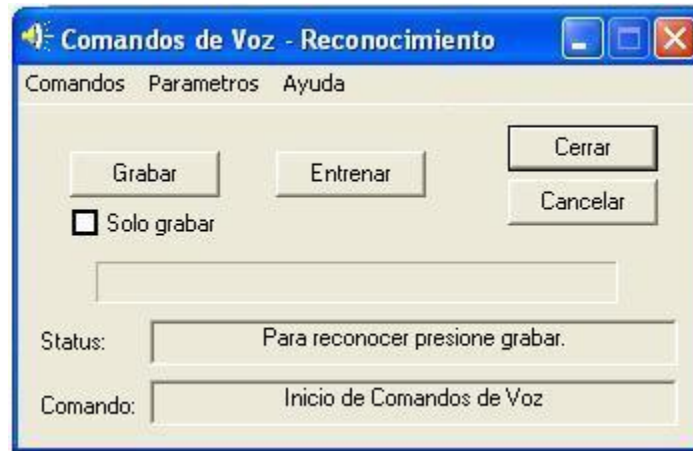 Comandos de Voz - Reconocimiento
Comandos Parametros Ayuda
Grabar Entrenar Cerrar
Cancelar
Solo grabar
Status: Para reconocer presione grabar.
Comando: Inicio de Comandos de Voz